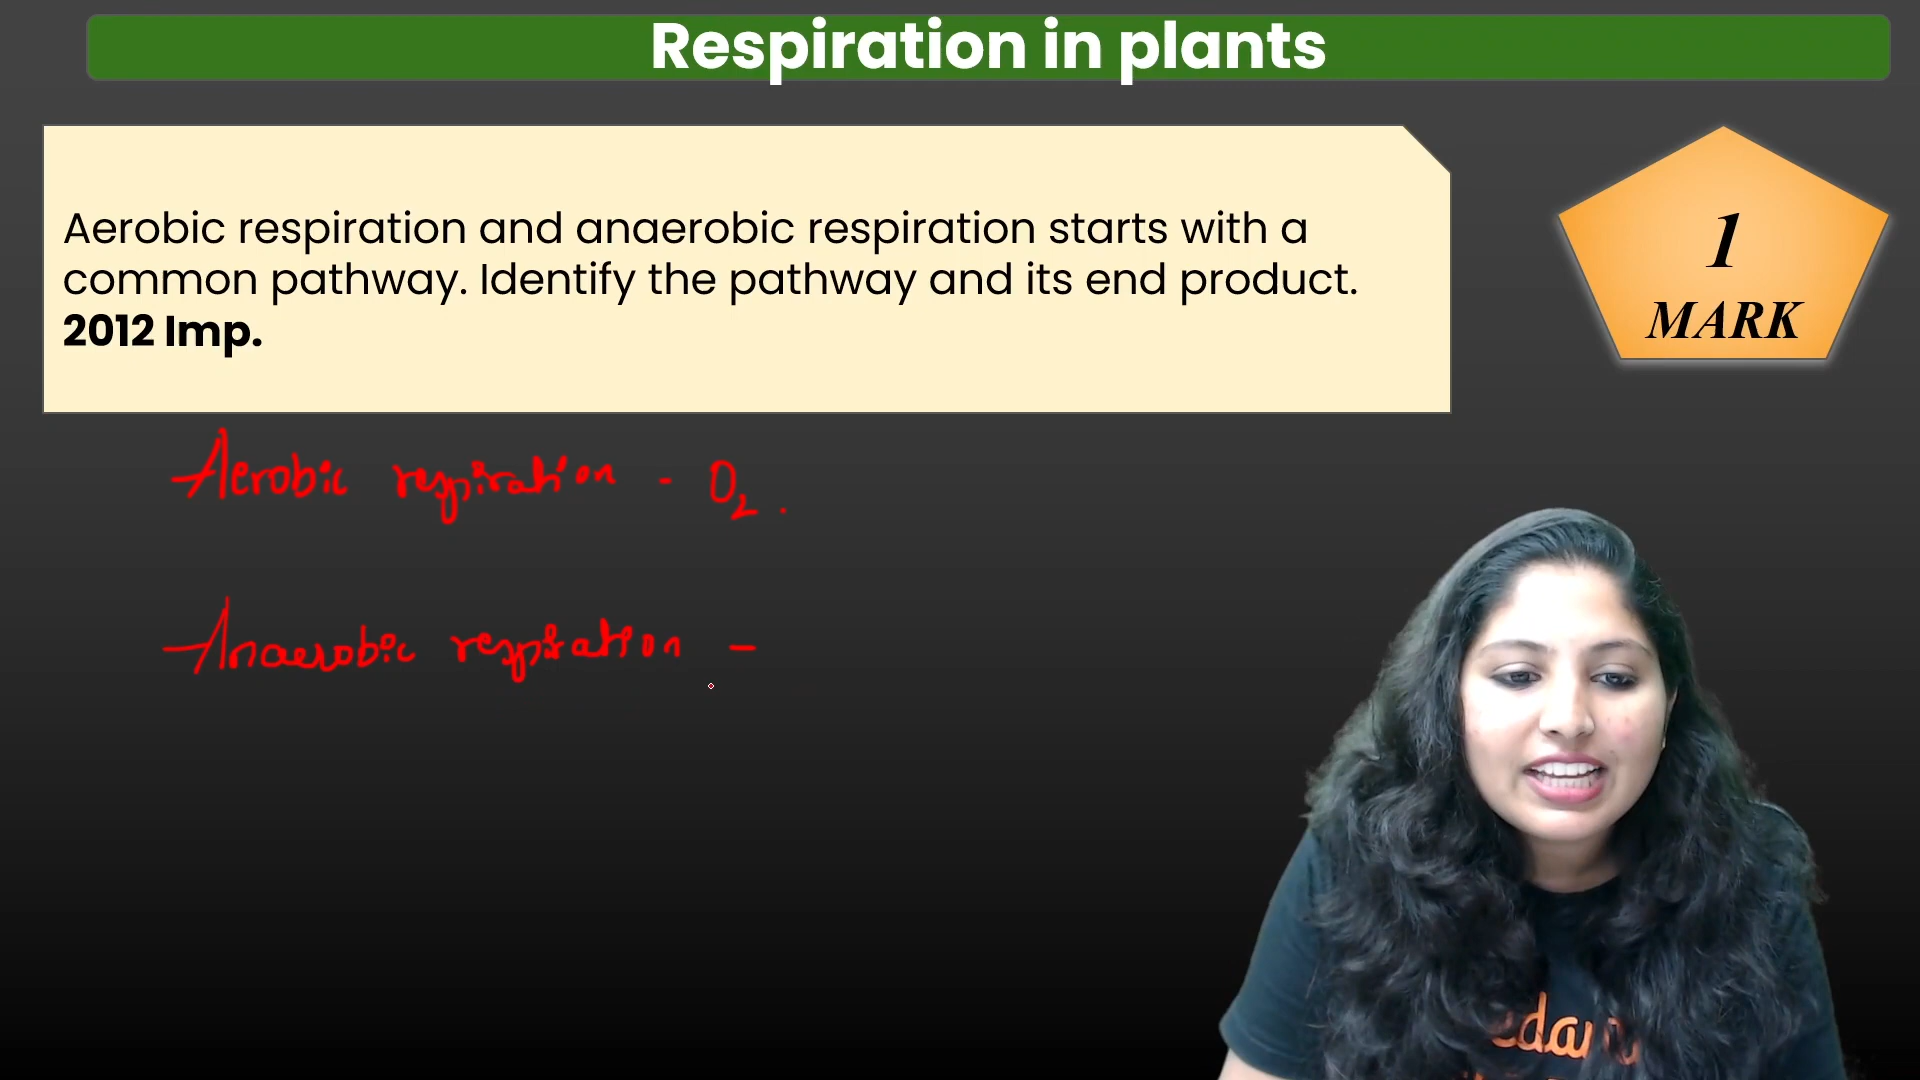 Respiration in plants
Aerobic respiration and anaerobic respiration starts with a
common pathway. Identify the pathway and its end product.
2012 Imp.
1
MARK
Aerobic respiration - O₂ .
Anaerobic respiration -